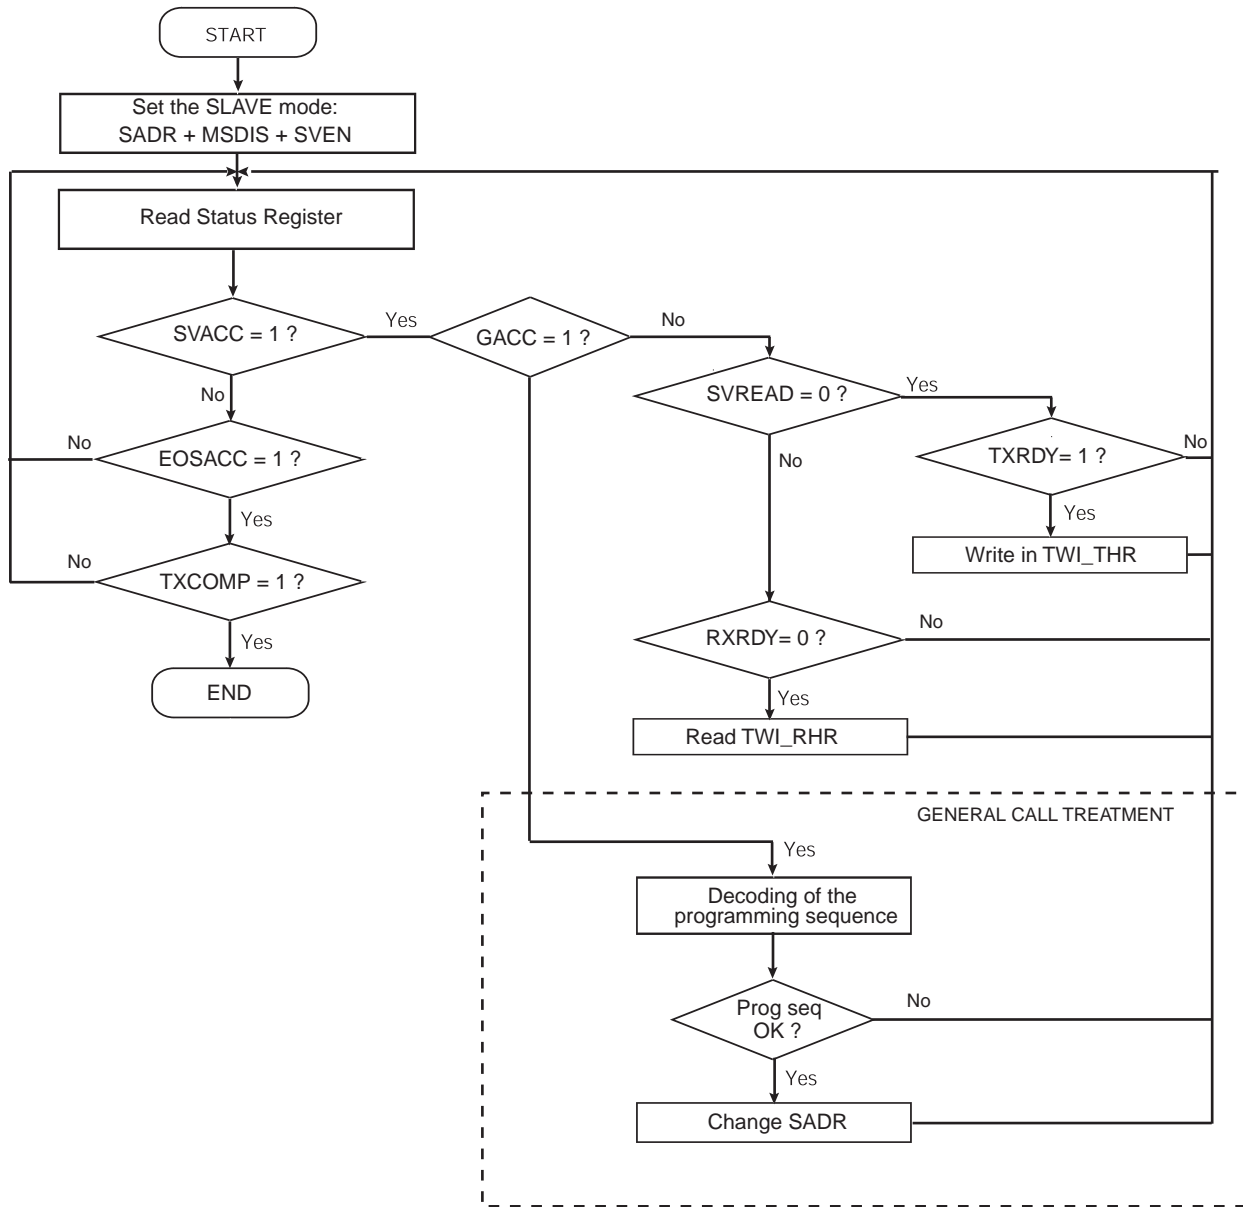 START
Set the SLAVE mode:
SADR + MSDIS + SVEN
Read Status Register
SVACC = 1 ?
Yes
GACC = 1 ?
No
SVREAD = 0 ?
Yes
No
EOSACC = 1 ?
No
No
TXRDY= 1 ?
No
Yes
Yes
Write in TWI_THR
TXCOMP = 1 ?
No
RXRDY= 0 ?
No
Yes
END
Yes
Read TWI_RHR
GENERAL CALL TREATMENT
Yes
Decoding of the
programming sequence
Prog seq
OK ?
No
Yes
Change SADR